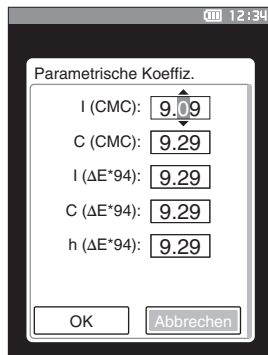 12:34
Parametrische Koeffiz.
l (CMC): 9.09
C (CMC): 9.29
l (ΔE*94): 9.29
C (ΔE*94): 9.29
h (ΔE*94): 9.29
OK Abbrechen